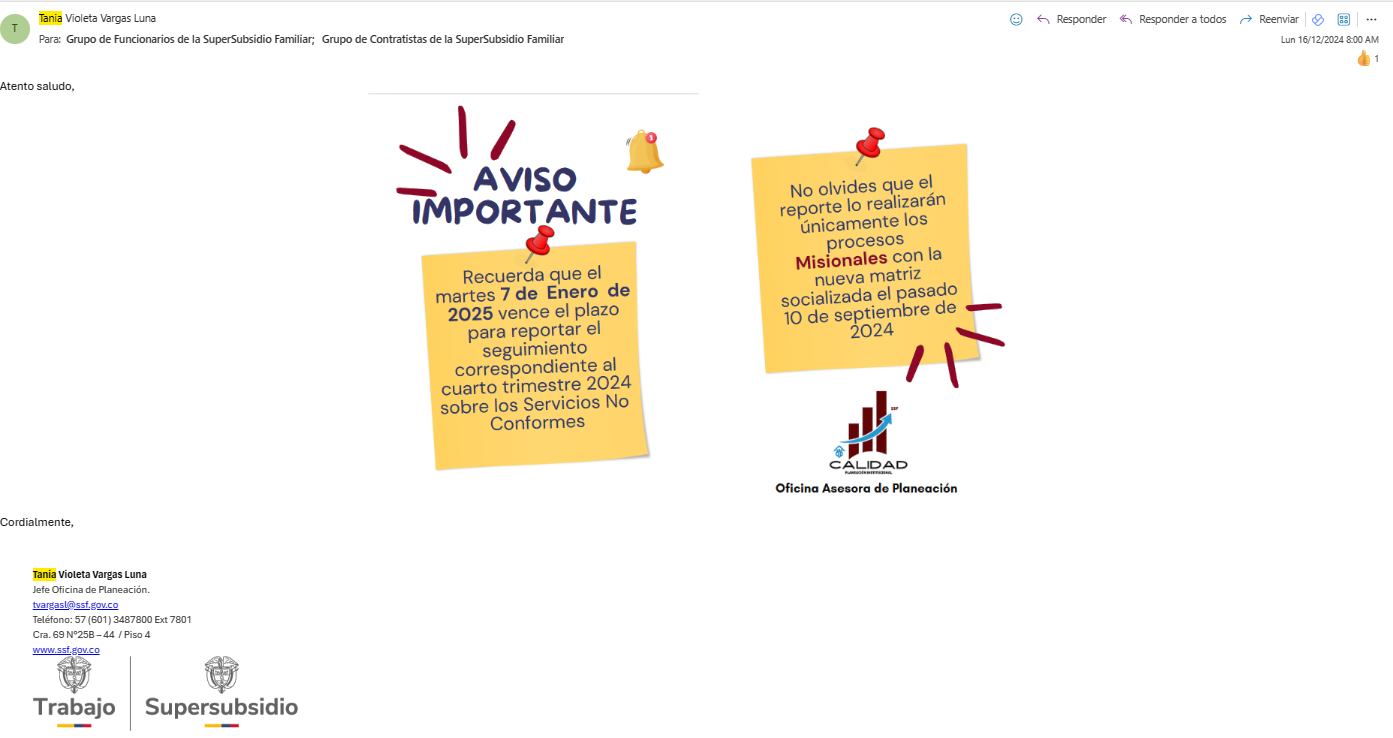 T
Tania Violeta Vargas Luna
Responder
Responder a todos
Reenviar
Para: Grupo de Funcionarios de la SuperSubsidio Familiar; Grupo de Contratistas de la SuperSubsidio Familiar
Lun 16/12/2024 8:00 AM
👍 1
Atento saludo,
1
AVISO
IMPORTANTE
Recuerda que el
martes 7 de Enero de
2025 vence el plazo
para reportar el
seguimiento
correspondiente al
cuarto trimestre 2024
sobre los Servicios No
Conformes
No olvides que el
reporte lo realizarán
únicamente los
procesos
Misionales con la
nueva matriz
socializada el pasado
10 de septiembre de
2024
SSF
CALIDAD
PLANEACIÓN INSTITUCIONAL
Oficina Asesora de Planeación
Cordialmente,
Tania Violeta Vargas Luna
Jefe Oficina de Planeación.
tvargasl@ssf.gov.co
Teléfono: 57 (601) 3487800 Ext 7801
Cra. 69 N°25B – 44 / Piso 4
www.ssf.gov.co
Trabajo
Supersubsidio